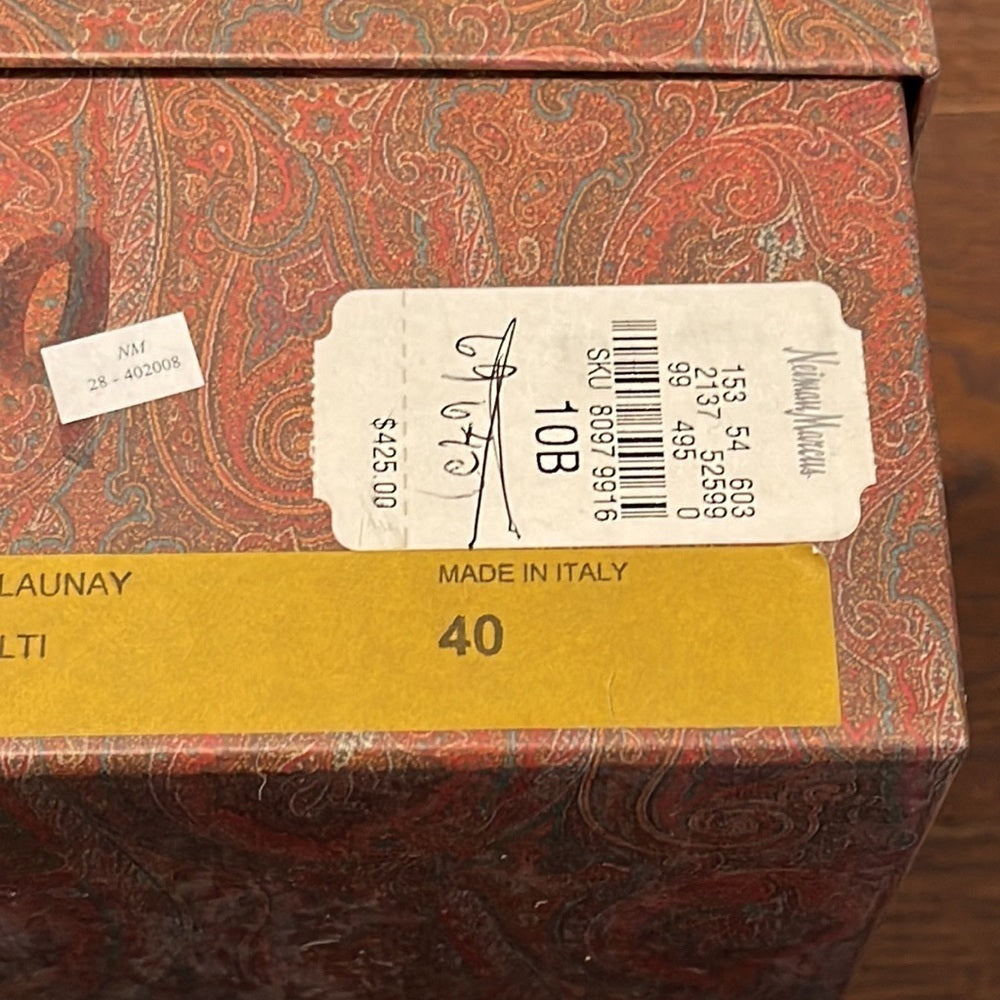 NM
28 - 402008
Neiman Marcus
153 54 603
2137 52599
99 495 0
SKU 8097 9916
10B
$425.00
LAUNAY
MADE IN ITALY
LTI
40